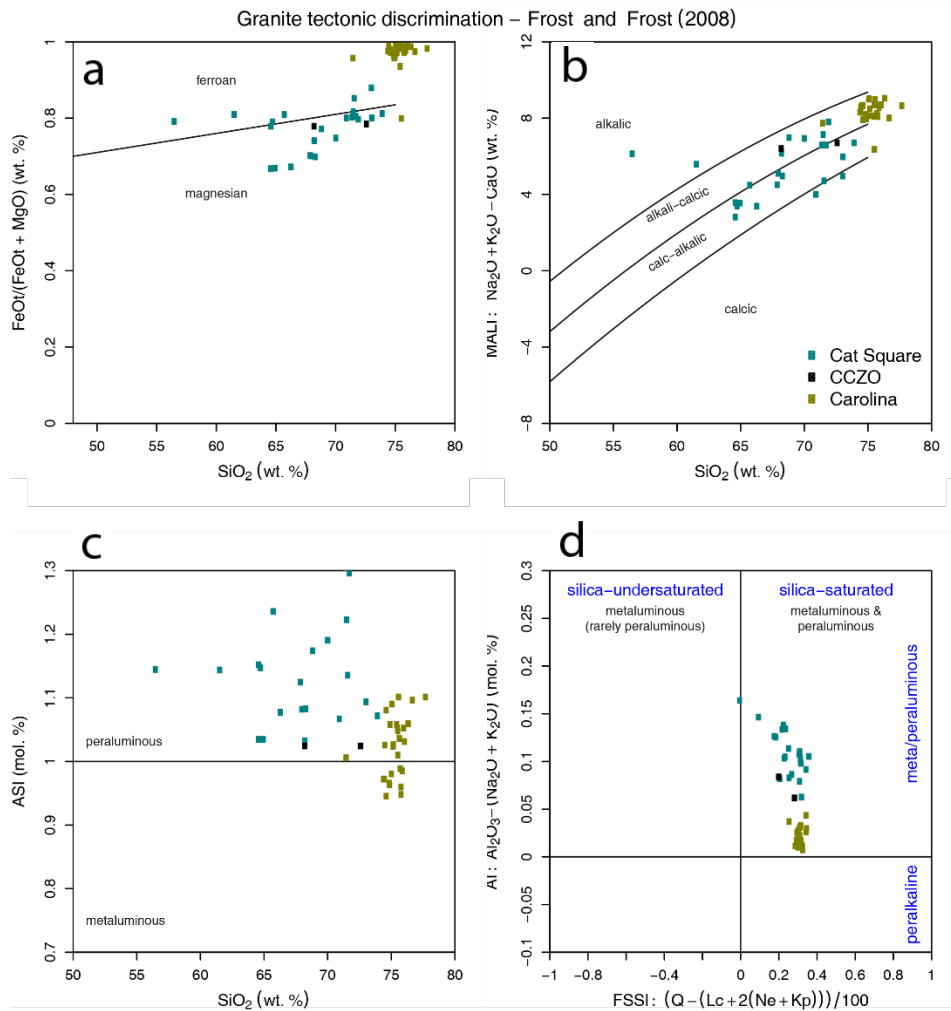 Granite tectonic discrimination − Frost and Frost (2008)
a
FeOt/(FeOt + MgO) (wt. %)
1
0.8
0.6
0.4
0.2
0
ferroan
magnesian
50 55 60 65 70 75 80
SiO₂ (wt. %)
b
MALI: Na₂O + K₂O − CaO (wt. %)
12
8
4
0
−4
−8
alkalic
alkali−calcic
calc−alkalic
calcic
Cat Square
CCZO
Carolina
50 55 60 65 70 75 80
SiO₂ (wt. %)
c
ASI (mol. %)
1.3
1.2
1.1
1
0.9
0.8
0.7
peraluminous
metaluminous
50 55 60 65 70 75 80
SiO₂ (wt. %)
d
AI: Al₂O₃−(Na₂O + K₂O) (mol. %)
0.3
0.25
0.2
0.15
0.1
0.05
0
−0.05
−0.1
silica−undersaturated
metaluminous
(rarely peraluminous)
silica−saturated
metaluminous &
peraluminous
meta/peraluminous
peralkaline
−1 −0.8 −0.4 0 0.2 0.4 0.6 0.8 1
FSSI: (Q−(Lc+2(Ne+Kp)))/100